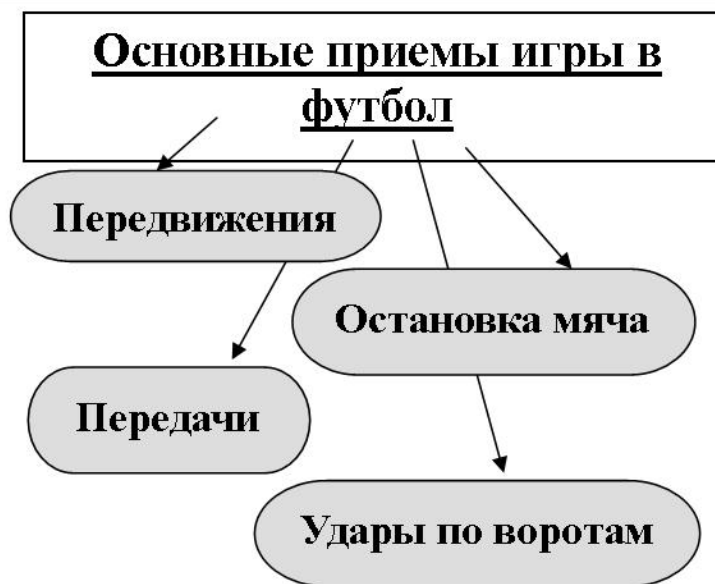 Основные приемы игры в
футбол
Передвижения
Остановка мяча
Передачи
Удары по воротам